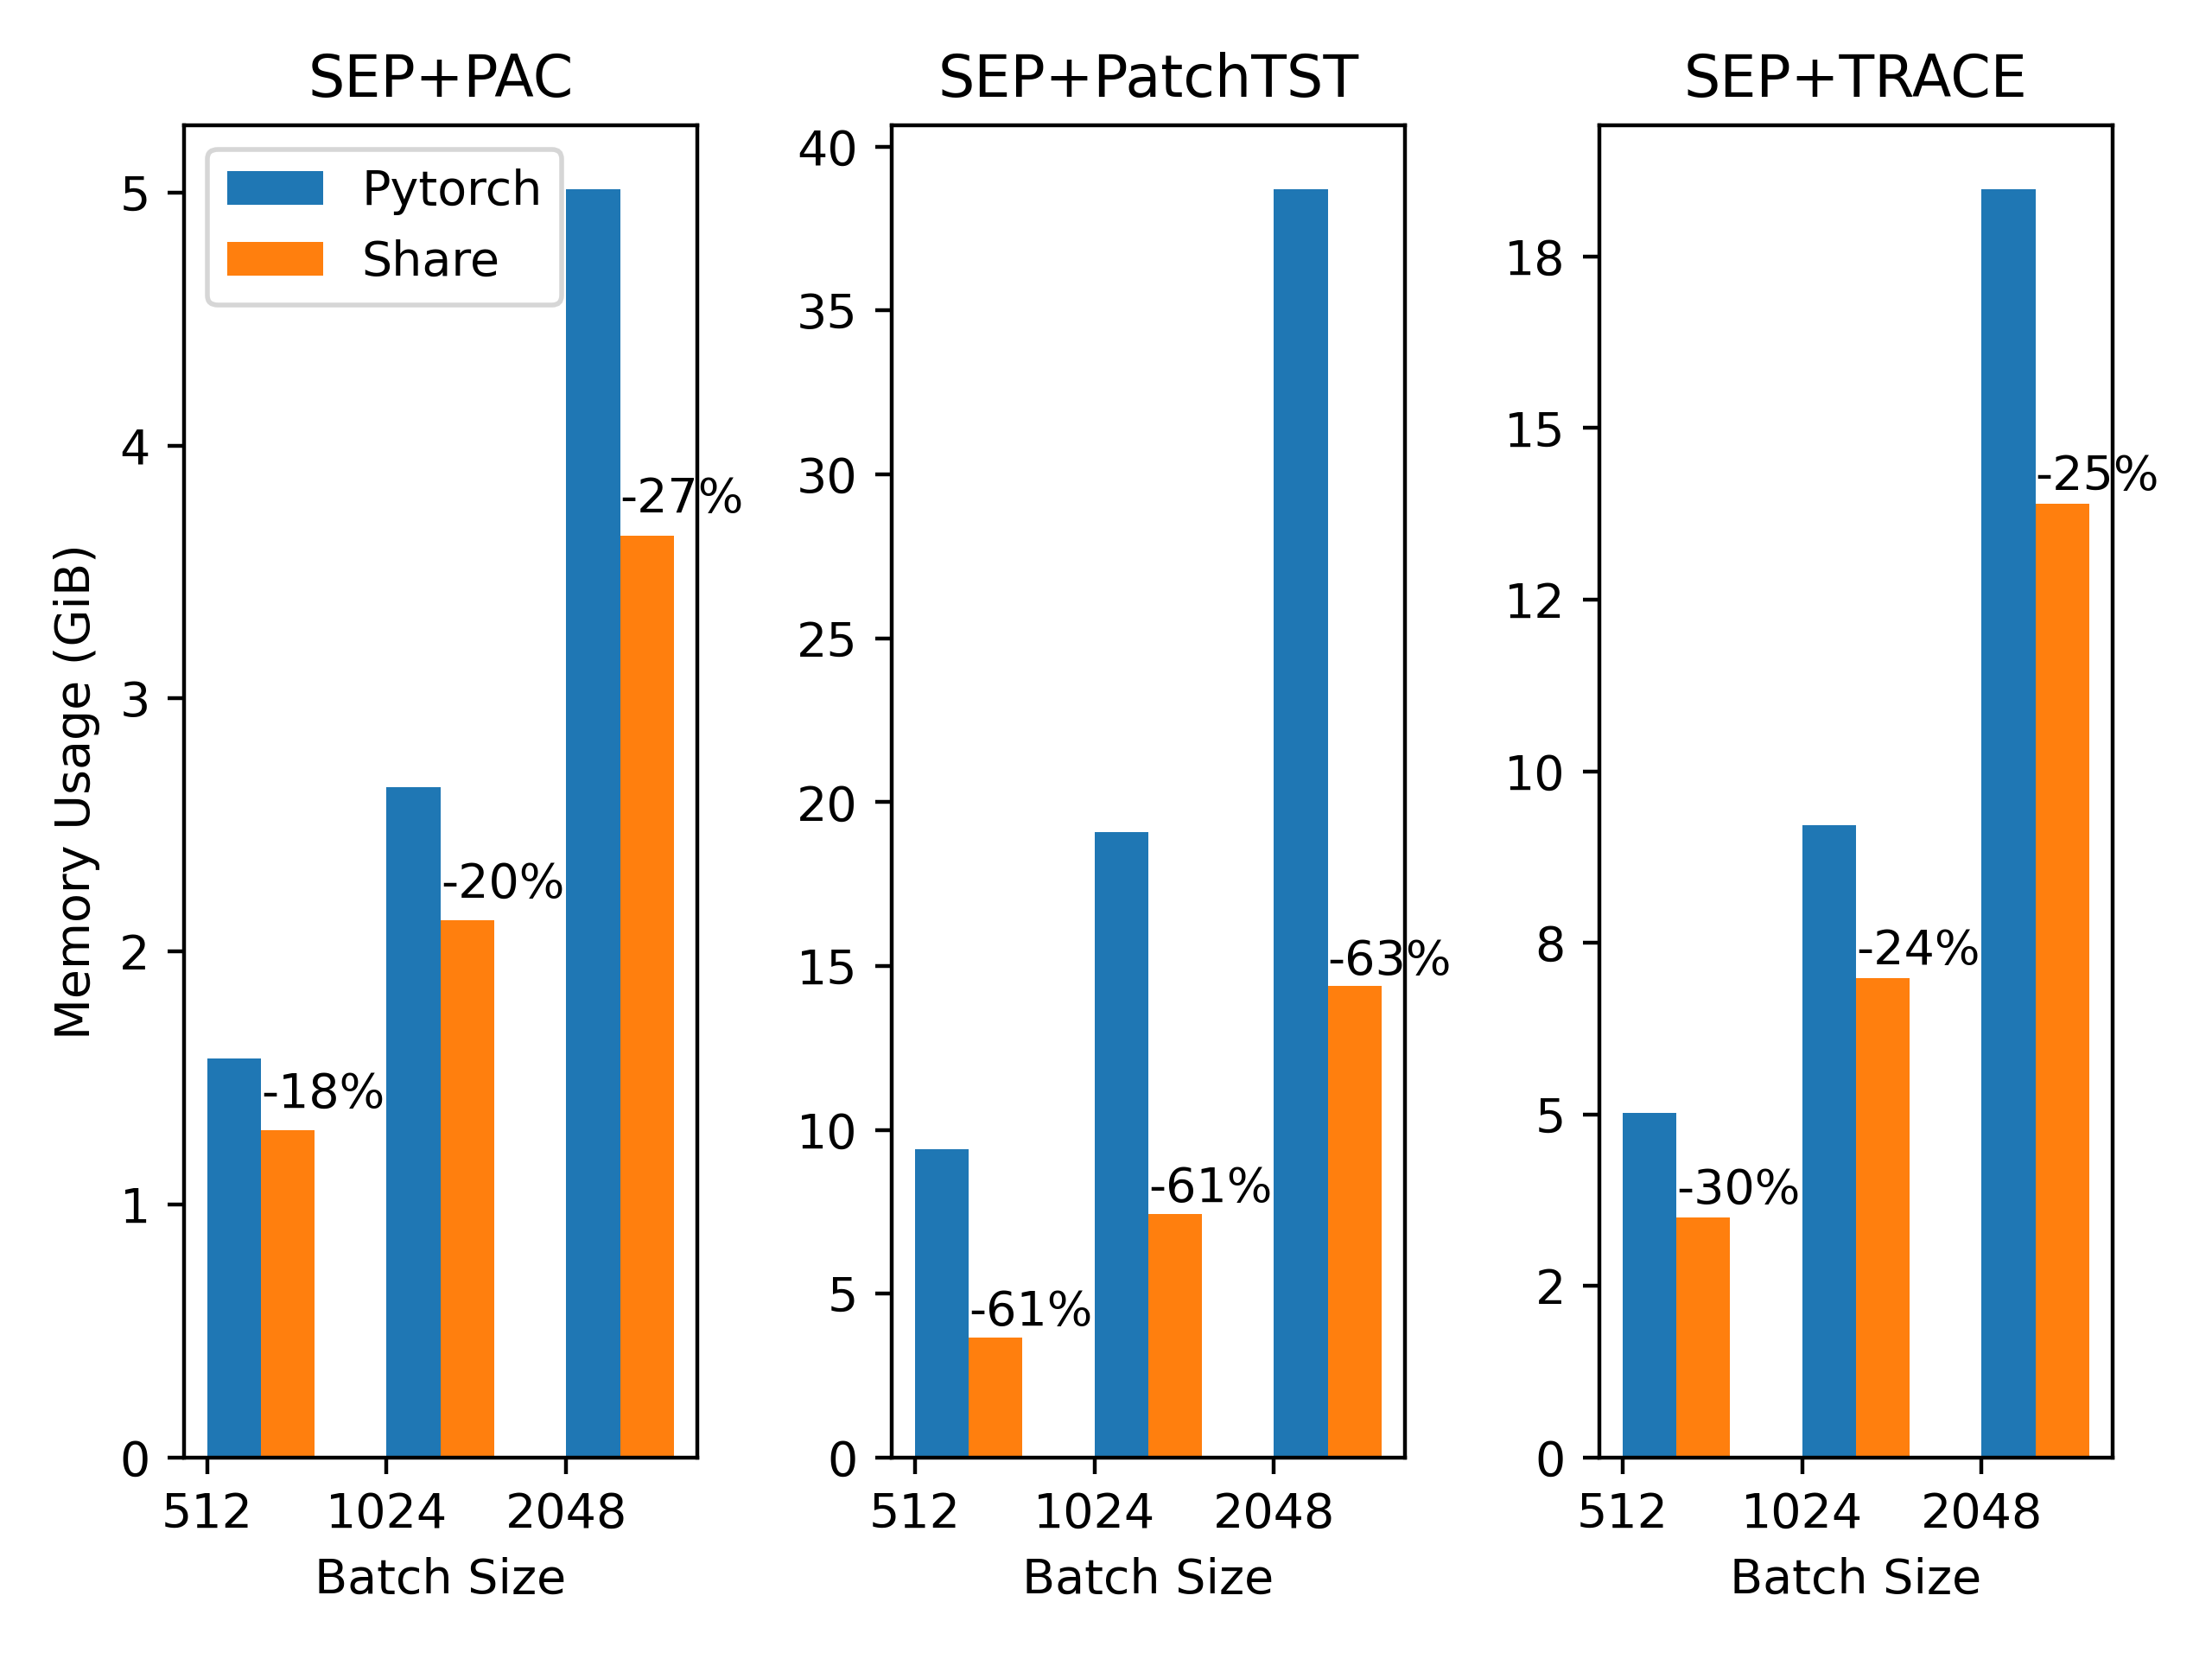 SEP+PAC
Pytorch
Share
5
4
3
2
1
0
Memory Usage (GiB)
-18%
-20%
-27%
512 1024 2048
Batch Size
SEP+PatchTST
40
35
30
25
20
15
10
5
0
-61%
-61%
-63%
512 1024 2048
Batch Size
SEP+TRACE
18
15
12
10
8
5
2
0
-30%
-24%
-25%
512 1024 2048
Batch Size